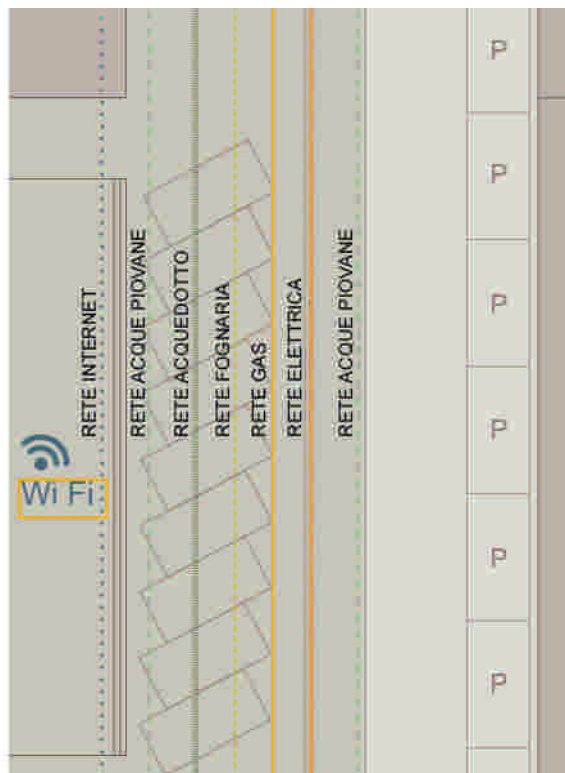 RETE INTERNET
RETE ACQUE PIOVANE
RETE ACQUEDOTTO
RETE FOGNARIA
RETE GAS
RETE ELETTRICA
RETE ACQUE PIOVANE
Wi Fi
P
P
P
P
P
P